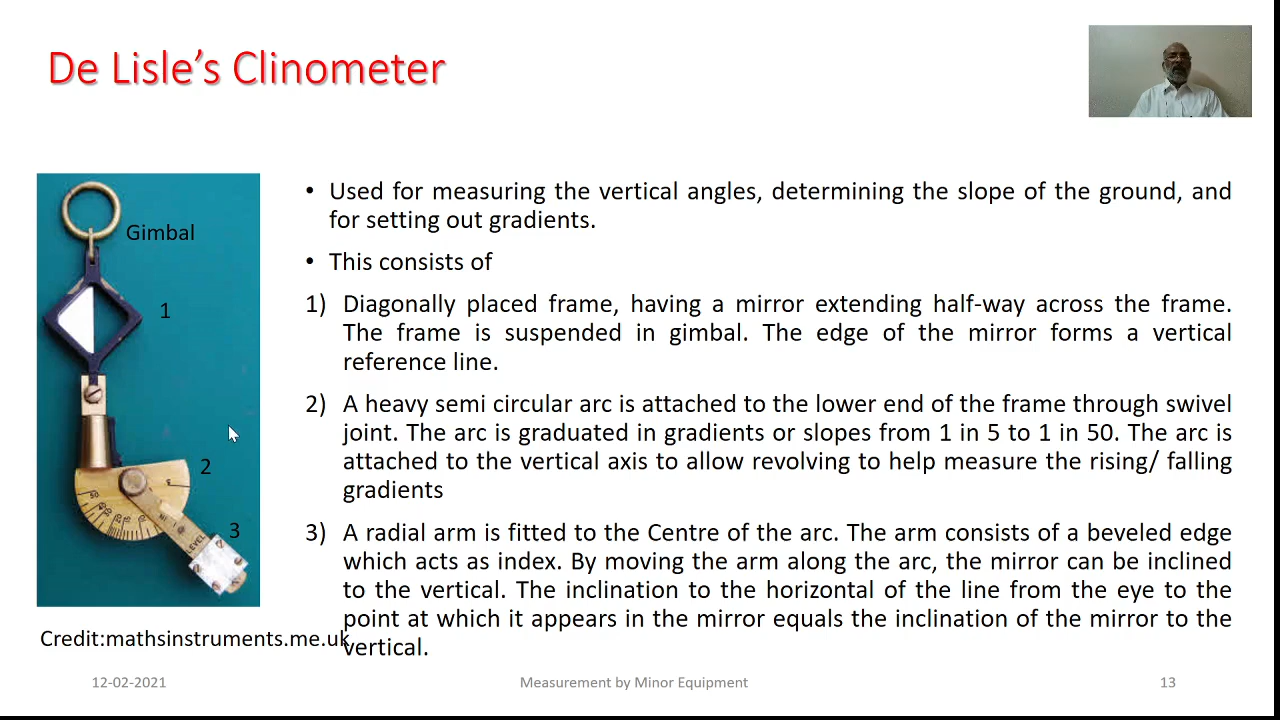 De Lisle's Clinometer
Gimbal
1
2
3
LEVEL
Credit:mathsinstruments.me.uk
• Used for measuring the vertical angles, determining the slope of the ground, and
for setting out gradients.
• This consists of
1) Diagonally placed frame, having a mirror extending half-way across the frame.
The frame is suspended in gimbal. The edge of the mirror forms a vertical
reference line.
2) A heavy semi circular arc is attached to the lower end of the frame through swivel
joint. The arc is graduated in gradients or slopes from 1 in 5 to 1 in 50. The arc is
attached to the vertical axis to allow revolving to help measure the rising/ falling
gradients
3) A radial arm is fitted to the Centre of the arc. The arm consists of a beveled edge
which acts as index. By moving the arm along the arc, the mirror can be inclined
to the vertical. The inclination to the horizontal of the line from the eye to the
point at which it appears in the mirror equals the inclination of the mirror to the
vertical.
12-02-2021
Measurement by Minor Equipment
13